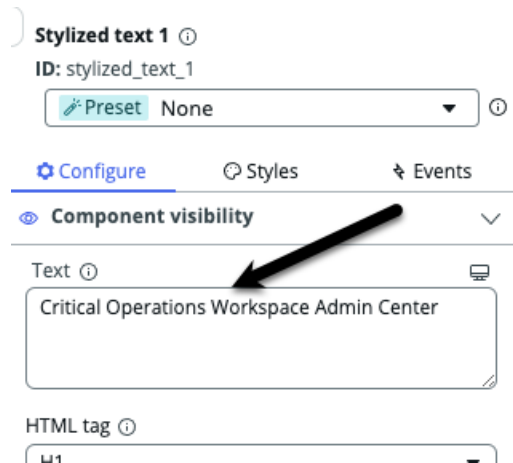 Stylized text 1
ID: stylized_text_1
Preset None
Configure Styles Events
Component visibility
Text
Critical Operations Workspace Admin Center
HTML tag
H1